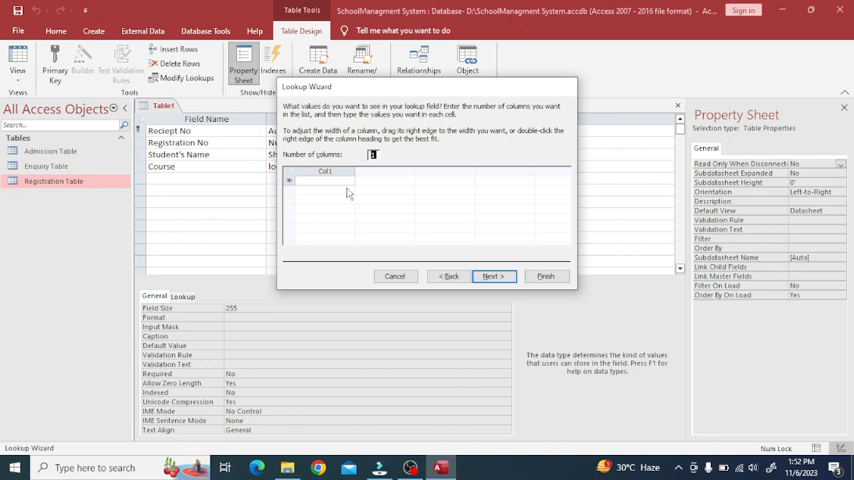 Table Tools
SchoolManagment System : Database- D:\SchoolManagment System.accdb (Access 2007 - 2016 file format) - Ac...
Sign in
File
Home
Create
External Data
Database Tools
Help
Table Design
Tell me what you want to do
View
Primary Key
Builder
Test Validation Rules
Insert Rows
Delete Rows
Modify Lookups
Property Sheet
Indexes
Create Data
Rename/
Relationships
Object
Views
Tools
Show/Hide
All Access Objects
Search...
Tables
Admission Table
Enquiry Table
Registration Table
Table1
Field Name
Reciept No
Registration No
Student's Name
Course
Lookup Wizard
What values do you want to see in your lookup field? Enter the number of columns you want
in the list, and then type the values you want in each cell.
To adjust the width of a column, drag its right edge to the width you want, or double-click the
right edge of the column heading to get the best fit.
Number of columns:
1
Col1
Cancel
< Back
Next >
Finish
Property Sheet
Selection type: Table Properties
General
Read Only When Disconnect No
Subdatasheet Expanded No
Subdatasheet Height 0"
Orientation Left-to-Right
Description
Default View Datasheet
Validation Rule
Validation Text
Filter
Order By
Subdatasheet Name [Auto]
Link Child Fields
Link Master Fields
Filter On Load No
Order By On Load Yes
General Lookup
Field Size 255
Format
Input Mask
Caption
Default Value
Validation Rule
Validation Text
Required No
Allow Zero Length Yes
Indexed No
Unicode Compression Yes
IME Mode No Control
IME Sentence Mode None
Text Align General
The data type determines the kind of values
that users can store in the field. Press F1 for
help on data types.
Lookup Wizard
Num Lock
Type here to search
30°C Haze
1:52 PM
11/6/2023
3